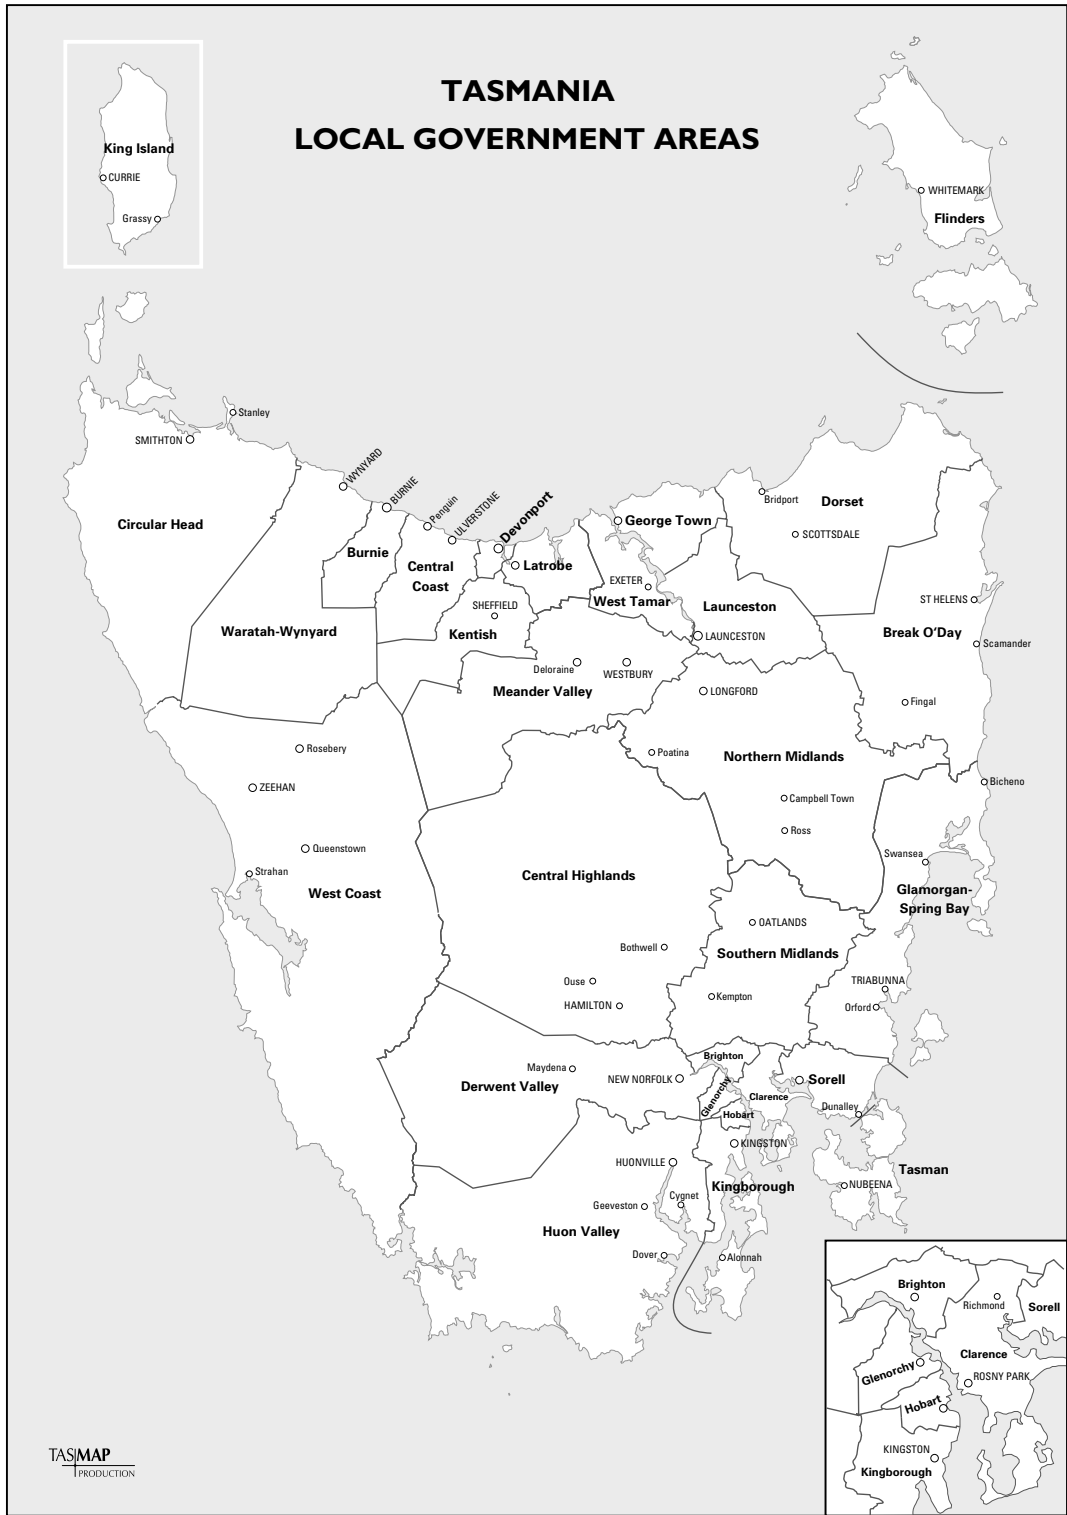 TASMANIA
LOCAL GOVERNMENT AREAS
King Island
CURRIE
Grassy
WHITEMARK
Flinders
Stanley
SMITHTON
WYNYARD
BURNIE
Penguin
ULVERSTONE
Devonport
Bridport
Dorset
Circular Head
George Town
SCOTTSDALE
Burnie
Central
Coast
Latrobe
EXETER
West Tamar
Launceston
ST HELENS
SHEFFIELD
Kentish
Waratah-Wynyard
LAUNCESTON
Break O'Day
Scamander
Deloraine
WESTBURY
Meander Valley
LONGFORD
Fingal
Rosebery
Poatina
Northern Midlands
ZEEHAN
Campbell Town
Bicheno
Ross
Queenstown
Swansea
Strahan
West Coast
Central Highlands
Glamorgan-
Spring Bay
OATLANDS
Bothwell
Southern Midlands
Ouse
TRIABUNNA
HAMILTON
Kempton
Orford
Brighton
Maydena
NEW NORFOLK
Derwent Valley
Glenorchy
Clarence
Sorell
Hobart
Dunalley
KINGSTON
HUONVILLE
Tasman
Kingborough
NUBEENA
Cygnet
Geeveston
Huon Valley
Dover
Alonnah
Brighton
Richmond
Sorell
Clarence
Glenorchy
ROSNY PARK
Hobart
KINGSTON
Kingborough
TASMAP
PRODUCTION